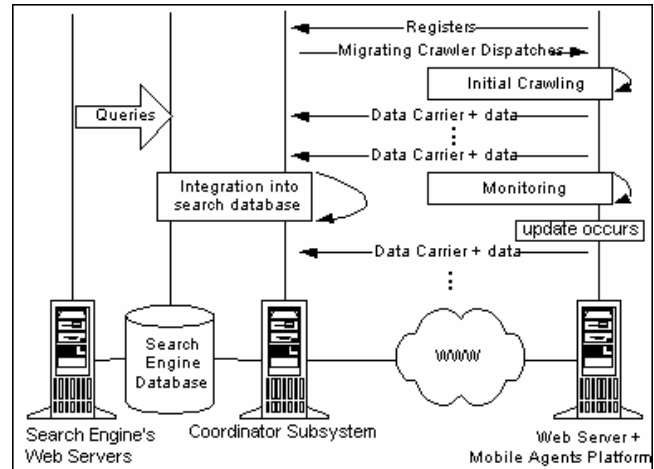 Registers
Migrating Crawler Dispatches
Initial Crawling
Queries
Data Carrier + data
Data Carrier + data
Integration into
search database
Monitoring
update occurs
Data Carrier + data
Search
Engine
Database
WWW
Search Engine's
Web Servers
Coordinator Subsystem
Web Server +
Mobile Agents Platform